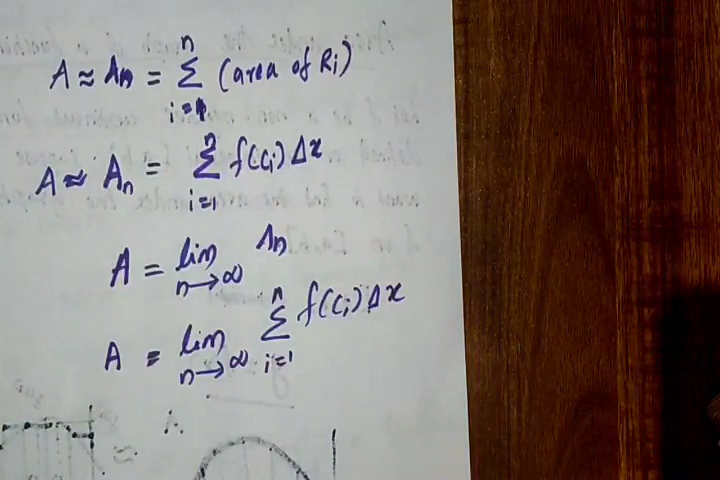 A ≈ An = n∑i=1 (area of Ri)
A ≈ An = n∑i=1 f(ci) Δx
A = lim n→∞ An
A = lim n→∞ n∑i=1 f(ci) Δx
A